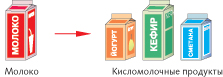 МОЛОКО
ЙОГУРТ
КЕФИР
СМЕТАНА
Молоко
Кисломолочные продукты